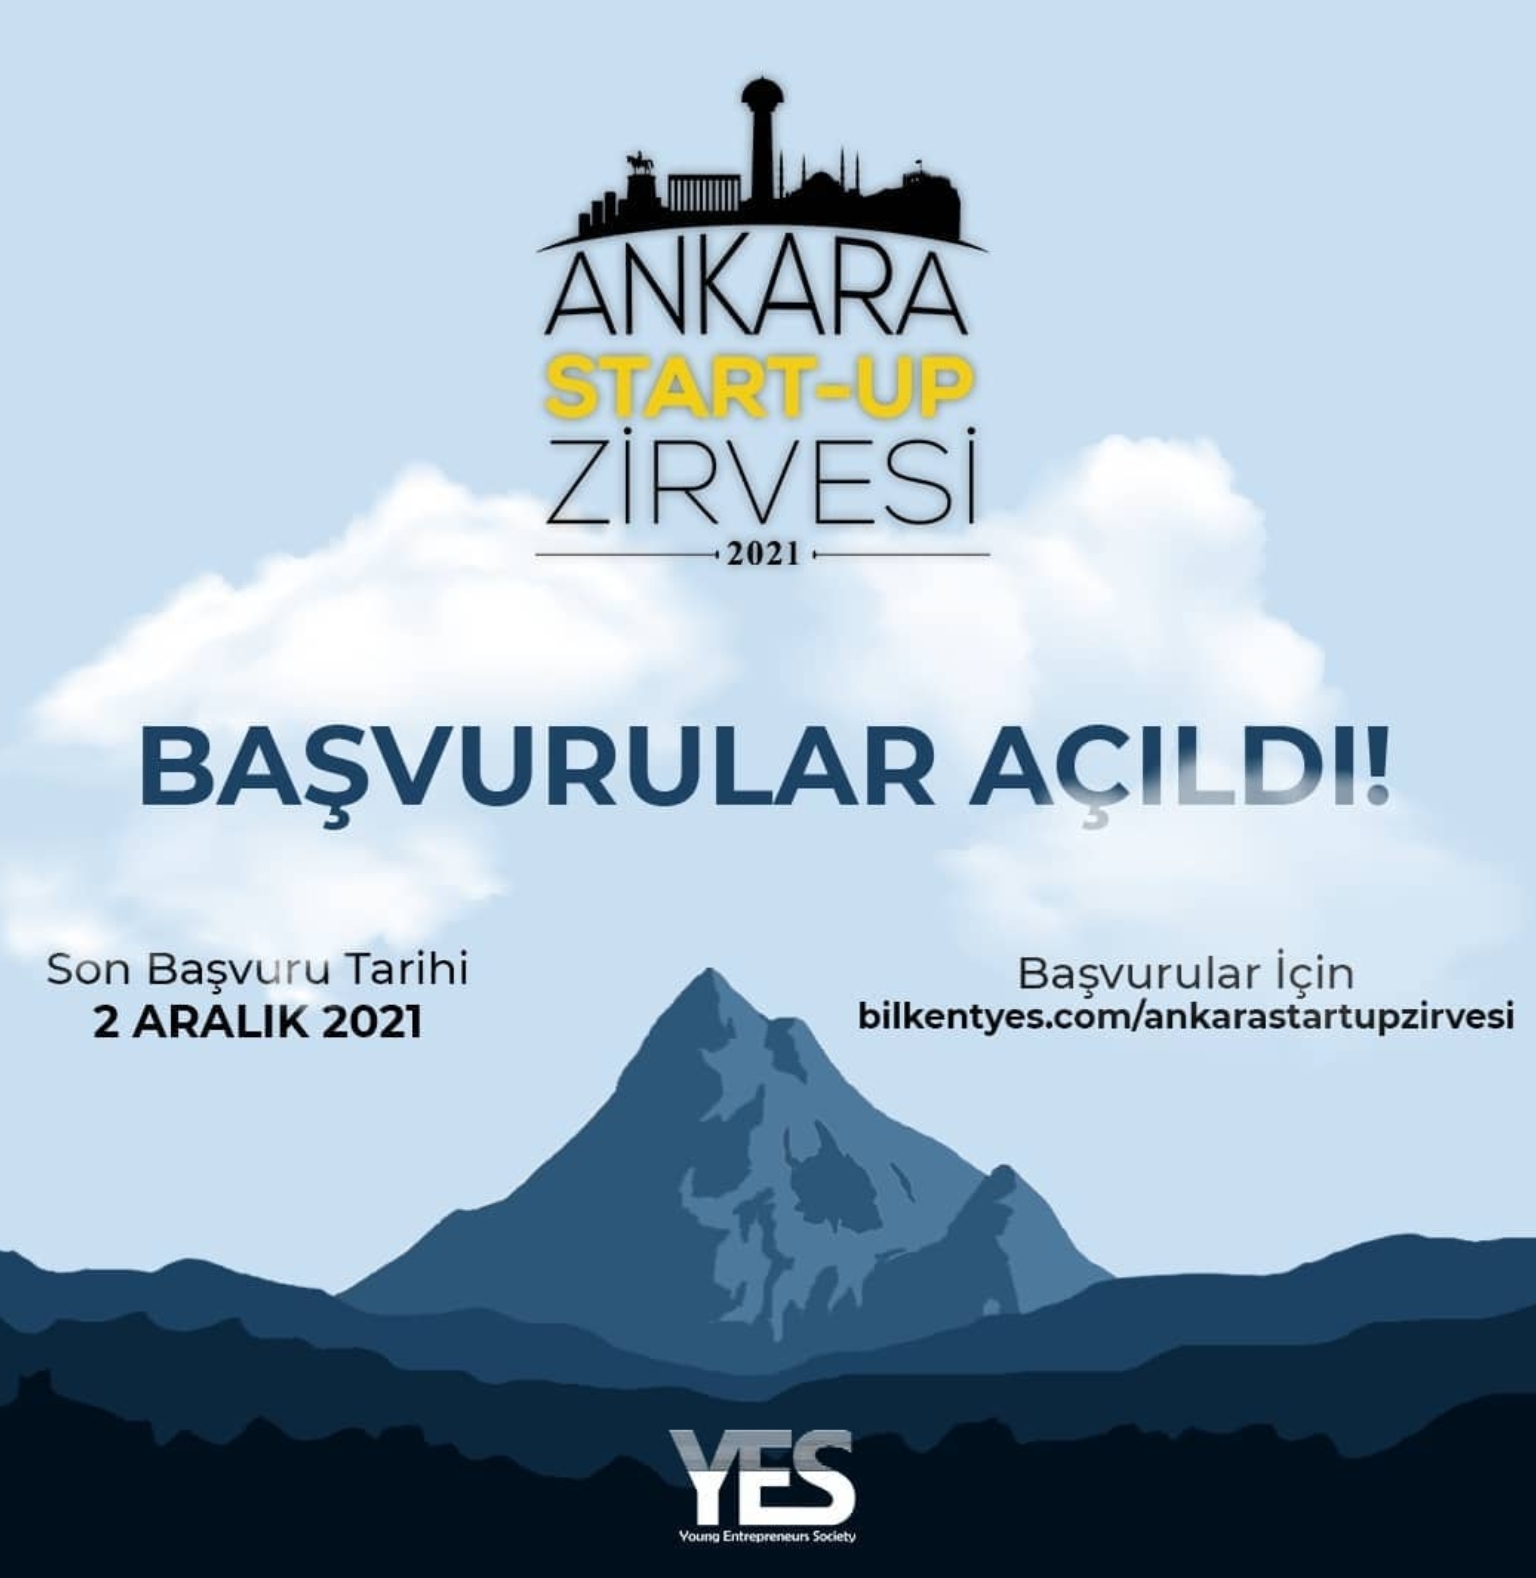 ANKARA
START-UP
ZİRVESİ
2021
BAŞVURULAR AÇILDI!
Son Başvuru Tarihi
2 ARALIK 2021
Başvurular İçin
bilkentyes.com/ankarastartupzirvesi
YES
Young Entrepreneurs Society